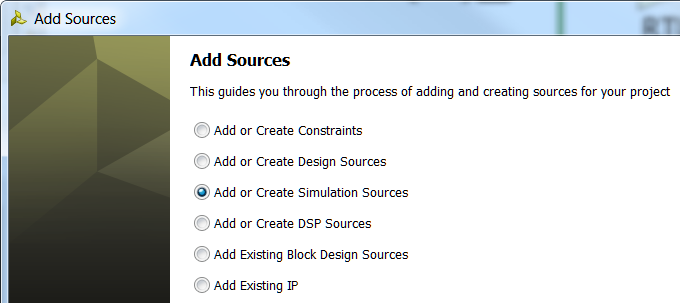 Add Sources
RTL
Add Sources
This guides you through the process of adding and creating sources for your project
Add or Create Constraints
Add or Create Design Sources
Add or Create Simulation Sources
Add or Create DSP Sources
Add Existing Block Design Sources
Add Existing IP